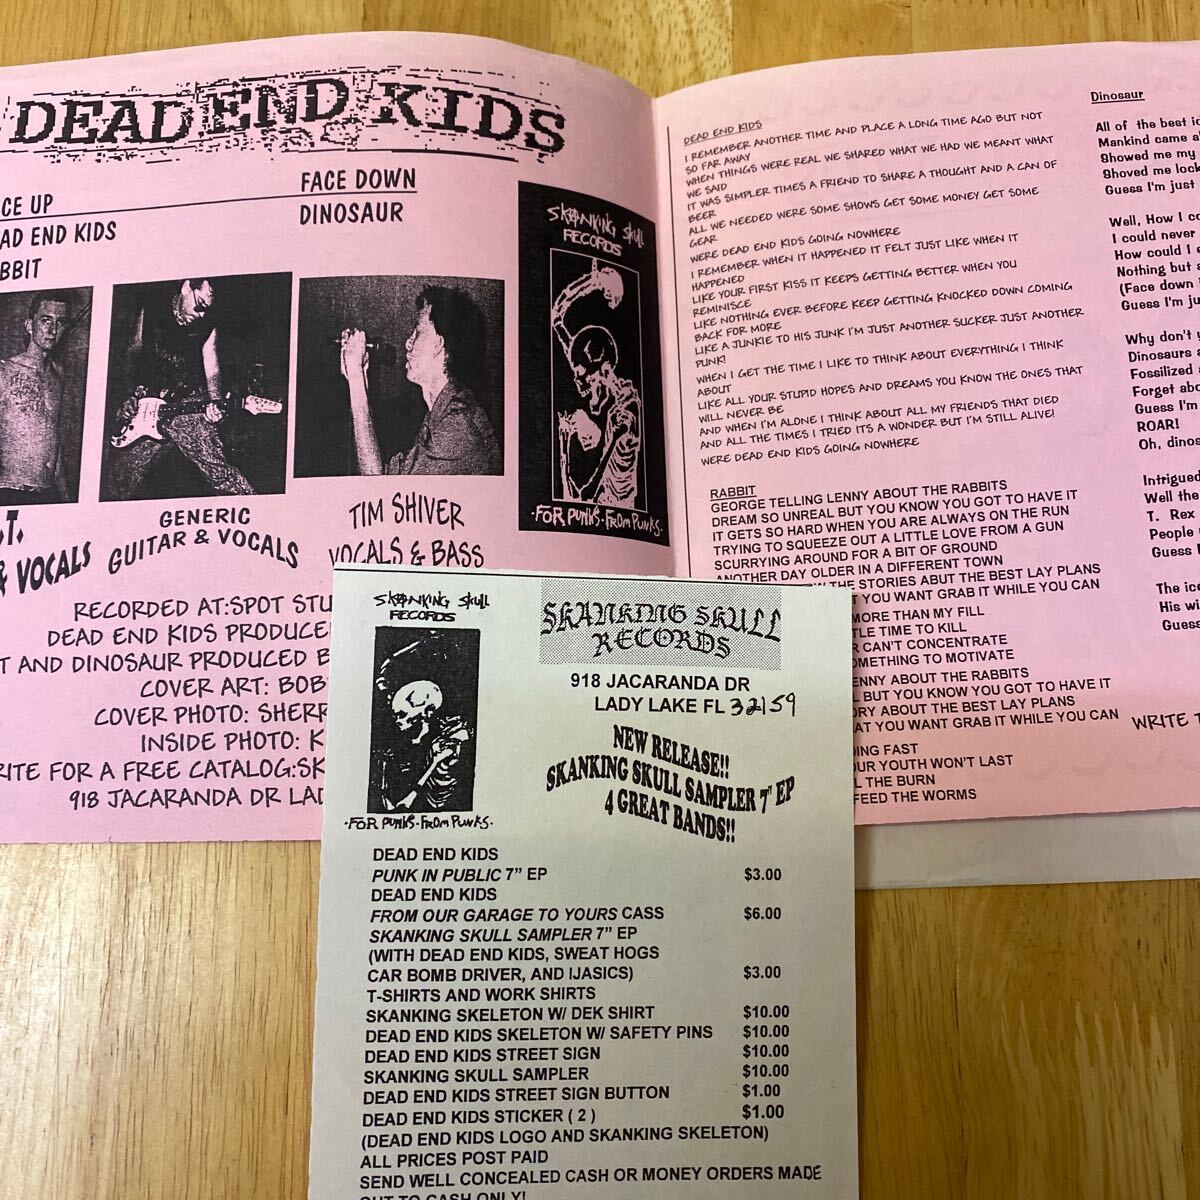 DEAD END KIDS
CE UP
FACE DOWN
AD END KIDS
DINOSAUR
BBIT
SKANKING SKULL
RECORDS
·FOR PUNKS·FROM PUNKS·
.T.
& VOCALS
GENERIC
GUITAR & VOCALS
TIM SHIVER
VOCALS & BASS
RECORDED AT:SPOT STU
DEAD END KIDS PRODUCE
T AND DINOSAUR PRODUCED B
COVER ART: BOB
COVER PHOTO: SHERR
INSIDE PHOTO: K
RITE FOR A FREE CATALOG:SK
918 JACARANDA DR LAD
DEAD END KIDS
I REMEMBER ANOTHER TIME AND PLACE A LONG TIME AGO BUT NOT
SO FAR AWAY
WHEN THINGS WERE REAL WE SHARED WHAT WE HAD WE MEANT WHAT
WE SAID
IT WAS SIMPLER TIMES A FRIEND TO SHARE A THOUGHT AND A CAN OF
BEER
ALL WE NEEDED WERE SOME SHOWS GET SOME MONEY GET SOME
GEAR
WERE DEAD END KIDS GOING NOWHERE
I REMEMBER WHEN IT HAPPENED IT FELT JUST LIKE WHEN IT
HAPPENED
LIKE YOUR FIRST KISS IT KEEPS GETTING BETTER WHEN YOU
REMINISCE
LIKE NOTHING EVER BEFORE KEEP GETTING KNOCKED DOWN COMING
BACK FOR MORE
LIKE A JUNKIE TO HIS JUNK I'M JUST ANOTHER SUCKER JUST ANOTHER
PUNK!
WHEN I GET THE TIME I LIKE TO THINK ABOUT EVERYTHING I THINK
ABOUT
LIKE ALL YOUR STUPID HOPES AND DREAMS YOU KNOW THE ONES THAT
WILL NEVER BE
AND WHEN I'M ALONE I THINK ABOUT ALL MY FRIENDS THAT DIED
AND ALL THE TIMES I TRIED ITS A WONDER BUT I'M STILL ALIVE!
WERE DEAD END KIDS GOING NOWHERE
RABBIT
GEORGE TELLING LENNY ABOUT THE RABBITS
DREAM SO UNREAL BUT YOU KNOW YOU GOT TO HAVE IT
IT GETS SO HARD WHEN YOU ARE ALWAYS ON THE RUN
TRYING TO SQUEEZE OUT A LITTLE LOVE FROM A GUN
SCURRYING AROUND FOR A BIT OF GROUND
ANOTHER DAY OLDER IN A DIFFERENT TOWN
THE STORIES ABUT THE BEST LAY PLANS
T YOU WANT GRAB IT WHILE YOU CAN
MORE THAN MY FILL
TLE TIME TO KILL
R CAN'T CONCENTRATE
OMETHING TO MOTIVATE
ENNY ABOUT THE RABBITS
L BUT YOU KNOW YOU GOT TO HAVE IT
ORY ABOUT THE BEST LAY PLANS
AT YOU WANT GRAB IT WHILE YOU CAN
DING FAST
OUR YOUTH WON'T LAST
L THE BURN
FEED THE WORMS
Dinosaur
All of the best id
Mankind came a
Showed me my
Shoved me lock
Guess I'm just
Well, How I co
I could never
How could I e
Nothing but a
(Face down i
Guess I'm ju
Why don't y
Dinosaurs a
Fossilized a
Forget abo
Guess I'm
ROAR!
Oh, dinos
Intrigued
Well the
T. Rex
People
Guess I
The ice
His wi
Guess
WRITE T
SKANKING SKULL
RECORDS
·FOR PUNKS·FROM PUNKS·
SKANKING SKULL
RECORDS
918 JACARANDA DR
LADY LAKE FL 32159
NEW RELEASE!!
SKANKING SKULL SAMPLER 7" EP
4 GREAT BANDS!!
DEAD END KIDS
PUNK IN PUBLIC 7” EP $3.00
DEAD END KIDS
FROM OUR GARAGE TO YOURS CASS $6.00
SKANKING SKULL SAMPLER 7” EP
(WITH DEAD END KIDS, SWEAT HOGS
CAR BOMB DRIVER, AND IJASICS) $3.00
T-SHIRTS AND WORK SHIRTS
SKANKING SKELETON W/ DEK SHIRT $10.00
DEAD END KIDS SKELETON W/ SAFETY PINS $10.00
DEAD END KIDS STREET SIGN $10.00
SKANKING SKULL SAMPLER $10.00
DEAD END KIDS STREET SIGN BUTTON $1.00
DEAD END KIDS STICKER ( 2 ) $1.00
(DEAD END KIDS LOGO AND SKANKING SKELETON)
ALL PRICES POST PAID
SEND WELL CONCEALED CASH OR MONEY ORDERS MADE
OUT TO CASH ONLY!